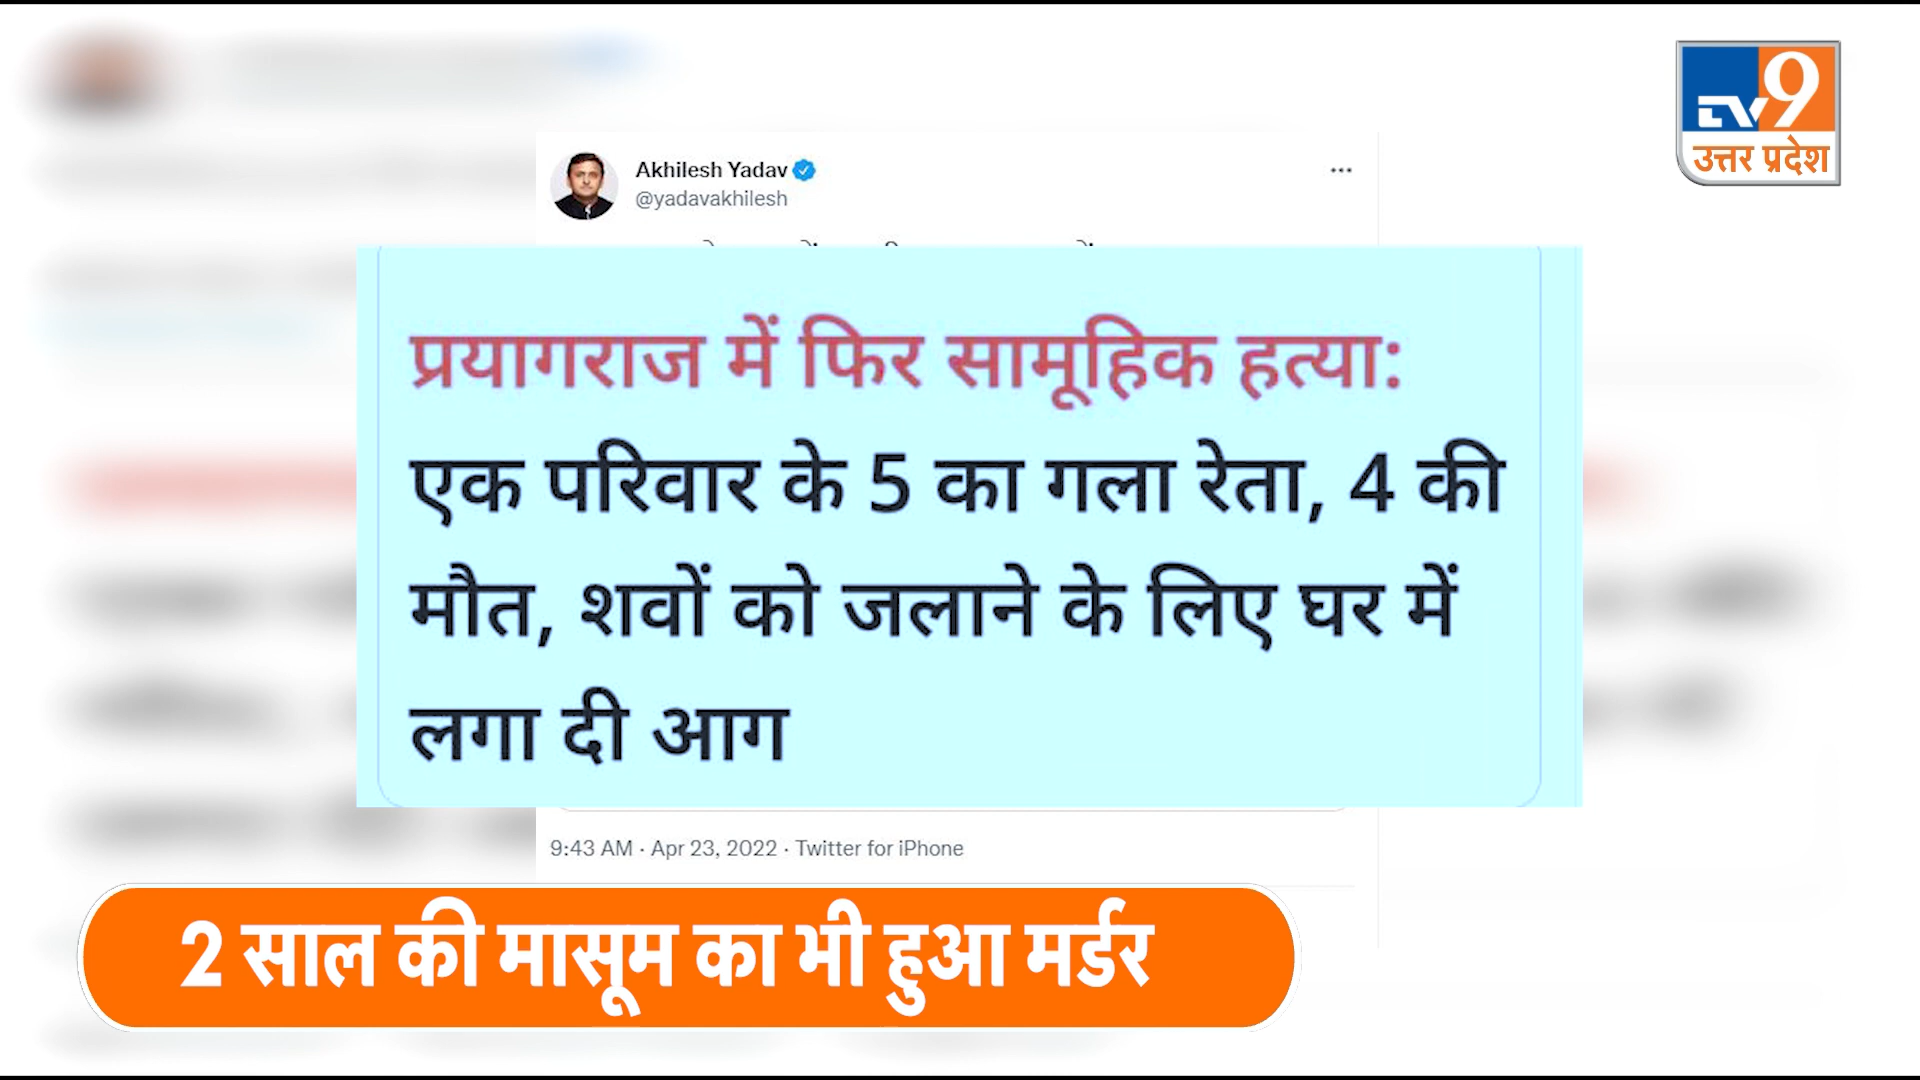 TV9
उत्तर प्रदेश
Akhilesh Yadav
@yadavakhilesh
प्रयागराज में फिर सामूहिक हत्या:
एक परिवार के 5 का गला रेता, 4 की
मौत, शवों को जलाने के लिए घर में
लगा दी आग
9:43 AM · Apr 23, 2022 · Twitter for iPhone
2 साल की मासूम का भी हुआ मर्डर